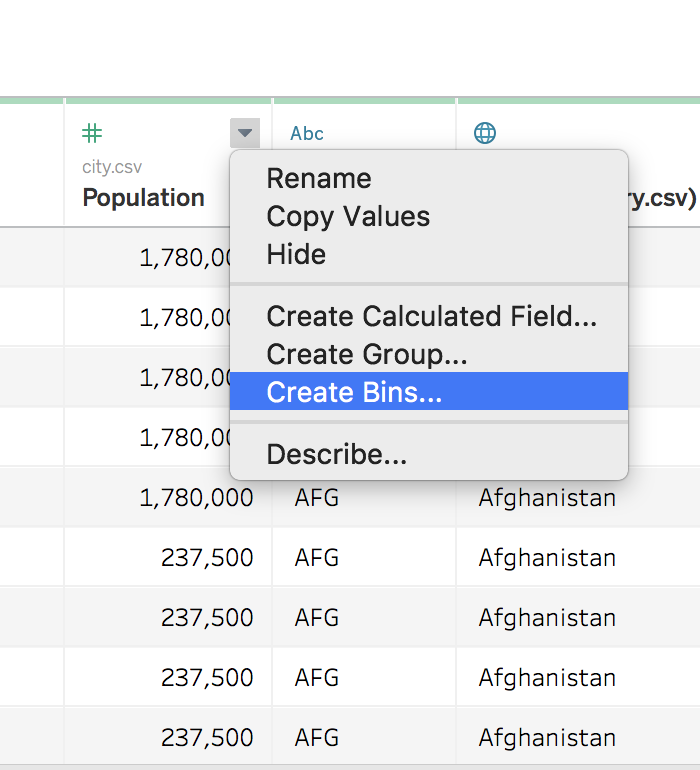 Abc
city.csv
Population
ry.csv)
Rename
Copy Values
Hide
Create Calculated Field...
Create Group...
Create Bins...
Describe...
1,780,00
1,780,00
1,780,00
1,780,00
1,780,000 AFG Afghanistan
237,500 AFG Afghanistan
237,500 AFG Afghanistan
237,500 AFG Afghanistan
237,500 AFG Afghanistan